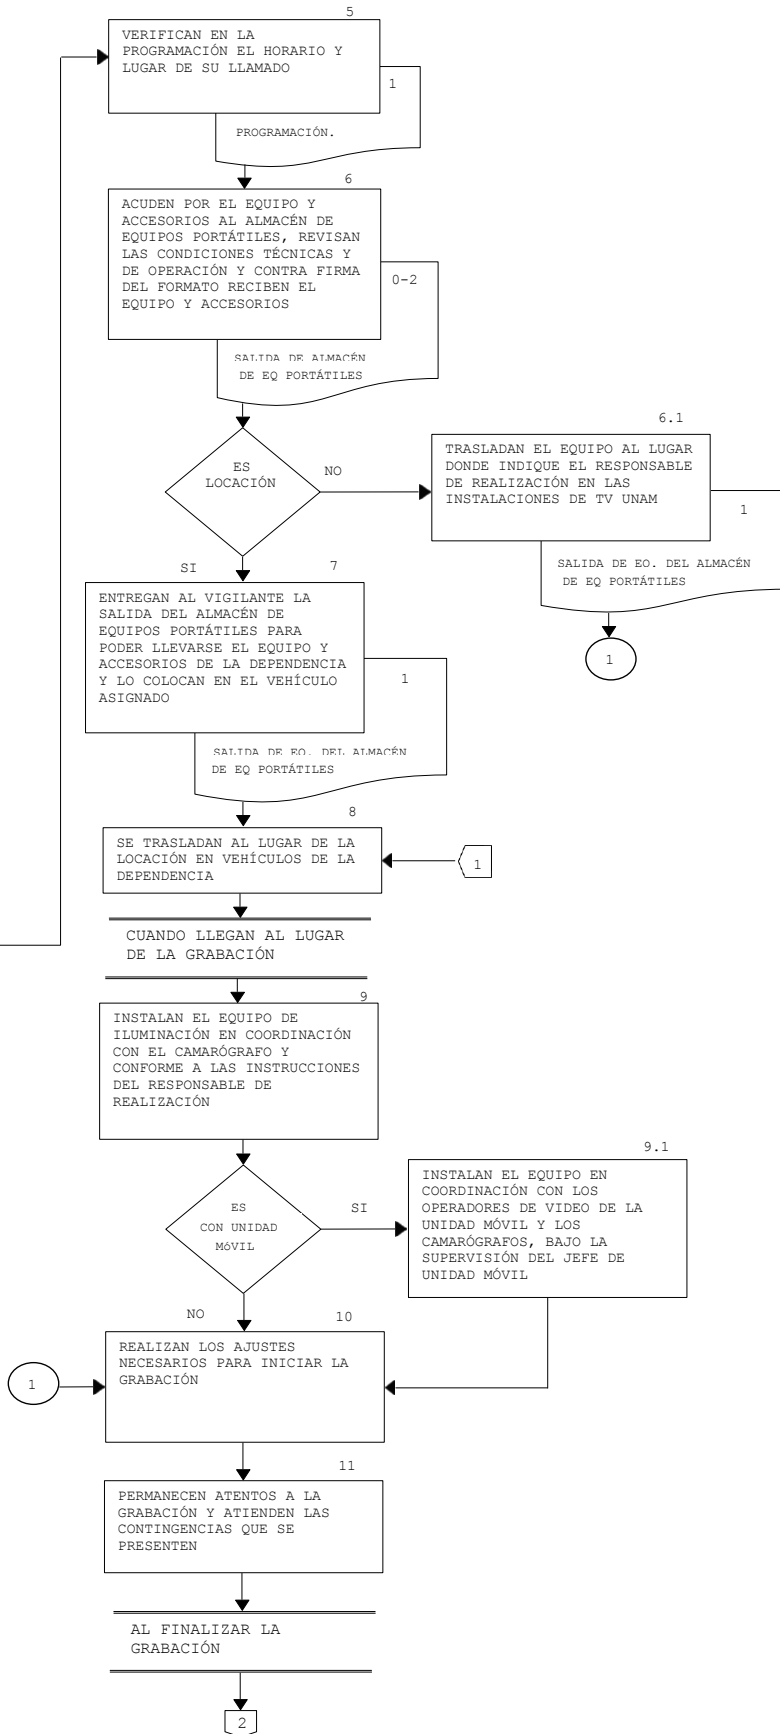 5
VERIFICAN EN LA
PROGRAMACIÓN EL HORARIO Y
LUGAR DE SU LLAMADO
1
PROGRAMACIÓN.
6
ACUDEN POR EL EQUIPO Y
ACCESORIOS AL ALMACÉN DE
EQUIPOS PORTÁTILES, REVISAN
LAS CONDICIONES TÉCNICAS Y
DE OPERACIÓN Y CONTRA FIRMA
DEL FORMATO RECIBEN EL
EQUIPO Y ACCESORIOS
0-2
SALIDA DE ALMACÉN
DE EQ PORTÁTILES
ES
LOCACIÓN
NO
6.1
TRASLADAN EL EQUIPO AL LUGAR
DONDE INDIQUE EL RESPONSABLE
DE REALIZACIÓN EN LAS
INSTALACIONES DE TV UNAM
1
SALIDA DE EQ. DEL ALMACÉN
DE EQ PORTÁTILES
1
SI
7
ENTREGAN AL VIGILANTE LA
SALIDA DEL ALMACÉN DE
EQUIPOS PORTÁTILES PARA
PODER LLEVARSE EL EQUIPO Y
ACCESORIOS DE LA DEPENDENCIA
Y LO COLOCAN EN EL VEHÍCULO
ASIGNADO
1
SALIDA DE EQ. DEL ALMACÉN
DE EQ PORTÁTILES
8
SE TRASLADAN AL LUGAR DE LA
LOCACIÓN EN VEHÍCULOS DE LA
DEPENDENCIA
1
CUANDO LLEGAN AL LUGAR
DE LA GRABACIÓN
9
INSTALAN EL EQUIPO DE
ILUMINACIÓN EN COORDINACIÓN
CON EL CAMARÓGRAFO Y
CONFORME A LAS INSTRUCCIONES
DEL RESPONSABLE DE
REALIZACIÓN
ES
CON UNIDAD
MóVIL
SI
9.1
INSTALAN EL EQUIPO EN
COORDINACIÓN CON LOS
OPERADORES DE VIDEO DE LA
UNIDAD MÓVIL Y LOS
CAMARÓGRAFOS, BAJO LA
SUPERVISIÓN DEL JEFE DE
UNIDAD MÓVIL
NO
10
REALIZAN LOS AJUSTES
NECESARIOS PARA INICIAR LA
GRABACIÓN
1
11
PERMANECEN ATENTOS A LA
GRABACIÓN Y ATIENDEN LAS
CONTINGENCIAS QUE SE
PRESENTEN
AL FINALIZAR LA
GRABACIÓN
2